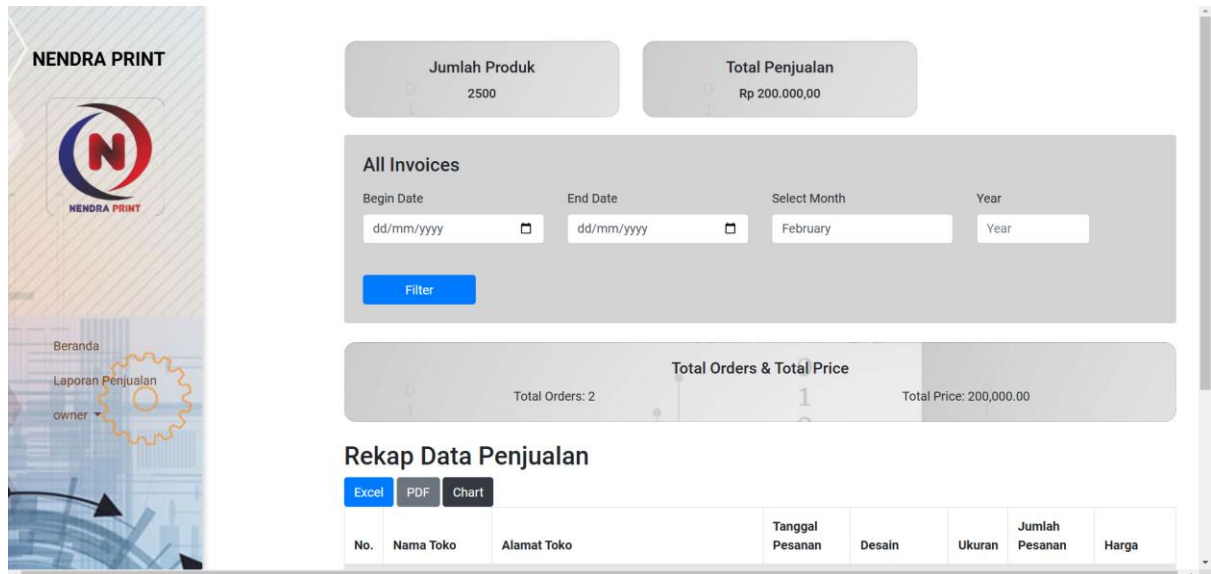 NENDRA PRINT
N
NENDRA PRINT
Beranda
Laporan Penjualan
owner
Jumlah Produk
2500
Total Penjualan
Rp 200.000,00
All Invoices
Begin Date
End Date
Select Month
Year
dd/mm/yyyy
dd/mm/yyyy
February
Year
Filter
Total Orders & Total Price
Total Orders: 2
Total Price: 200,000.00
Rekap Data Penjualan
Excel
PDF
Chart
No.
Nama Toko
Alamat Toko
Tanggal
Pesanan
Desain
Ukuran
Jumlah
Pesanan
Harga